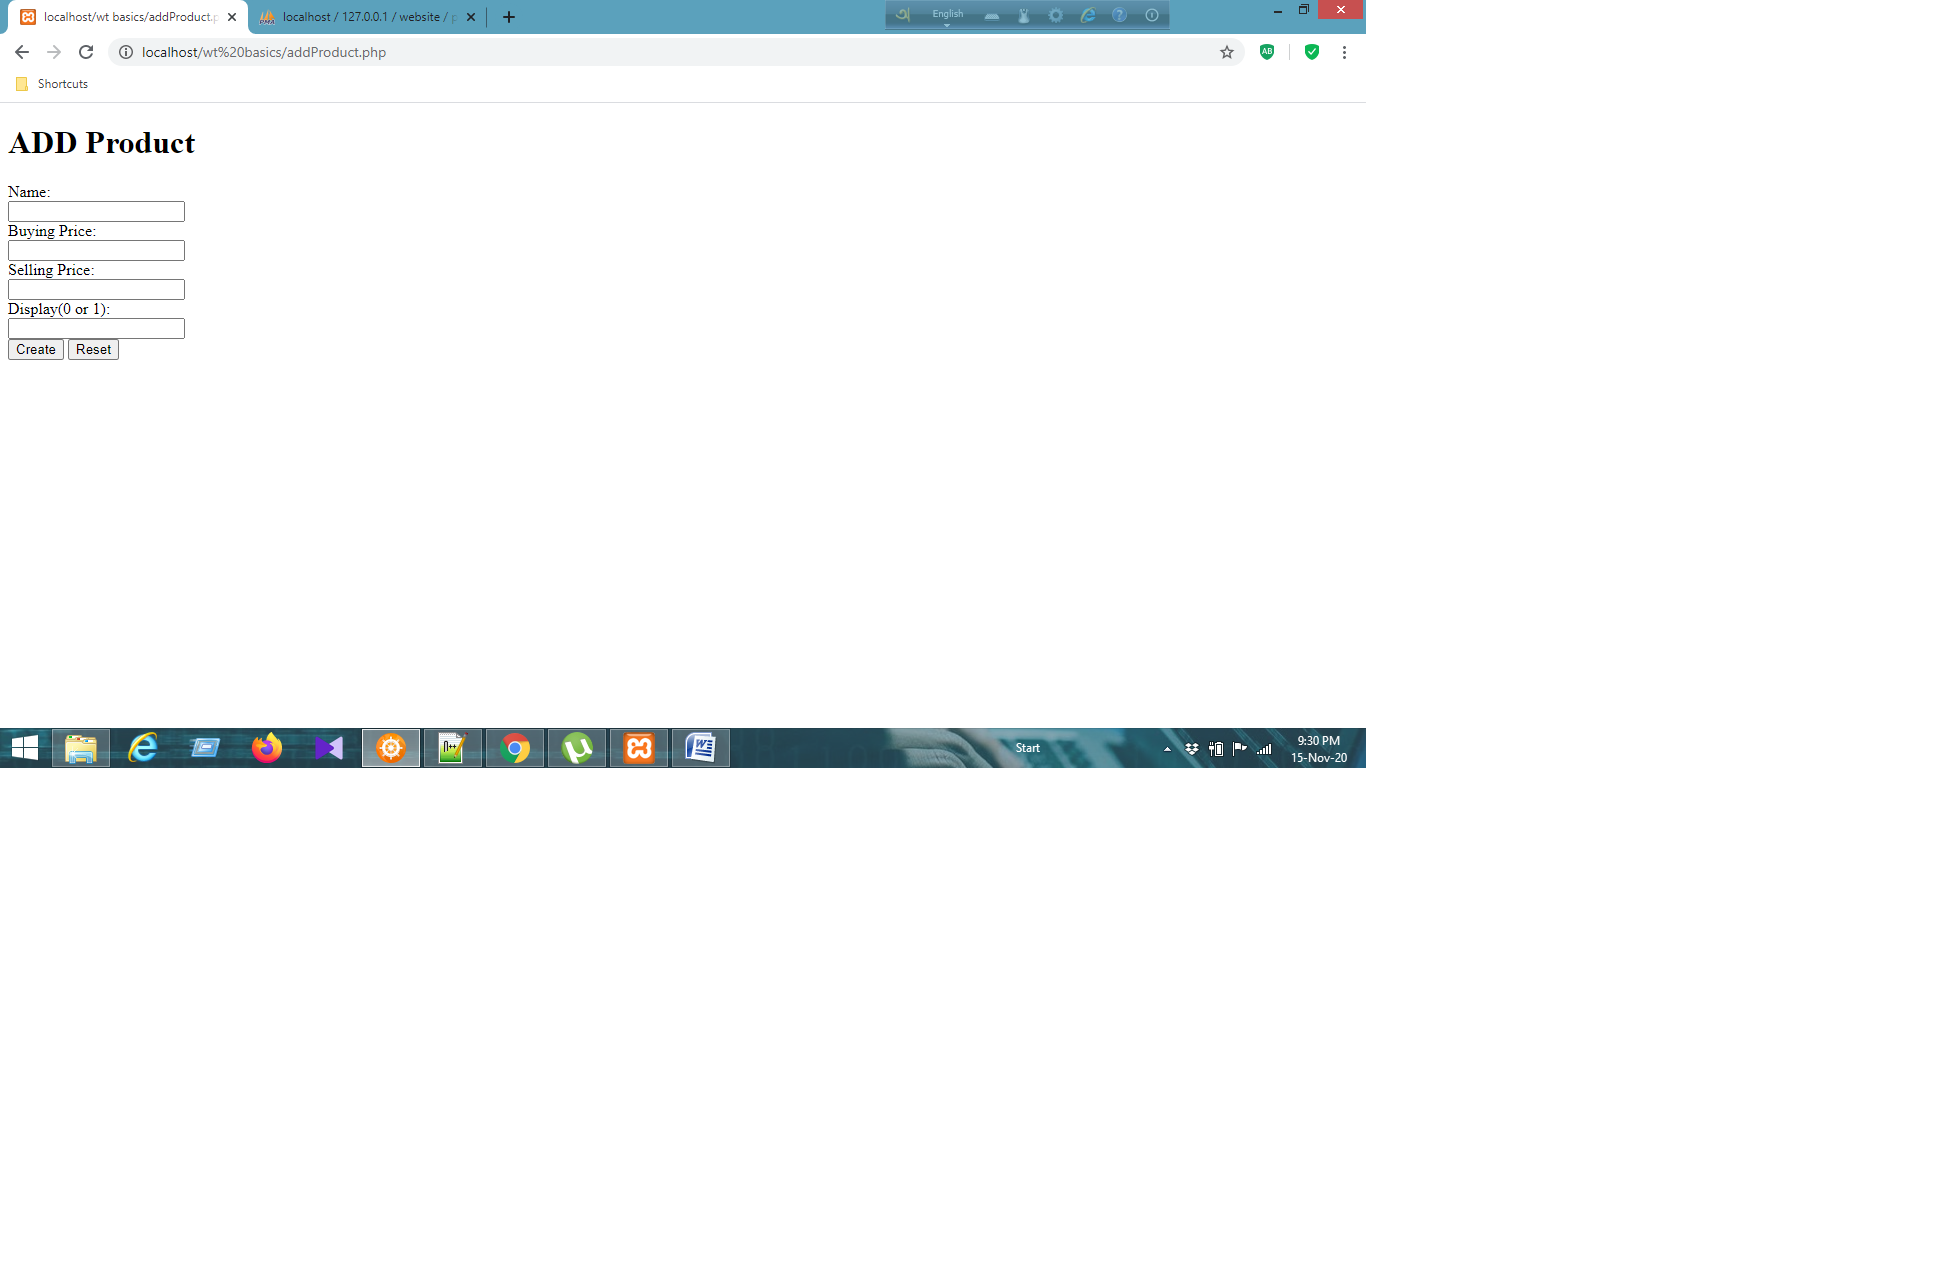 localhost/wt basics/addProduct.p
localhost / 127.0.0.1 / website / p
English
localhost/wt%20basics/addProduct.php
AB
Shortcuts
ADD Product
Name:
Buying Price:
Selling Price:
Display(0 or 1):
Create Reset
Start
9:30 PM
15-Nov-20